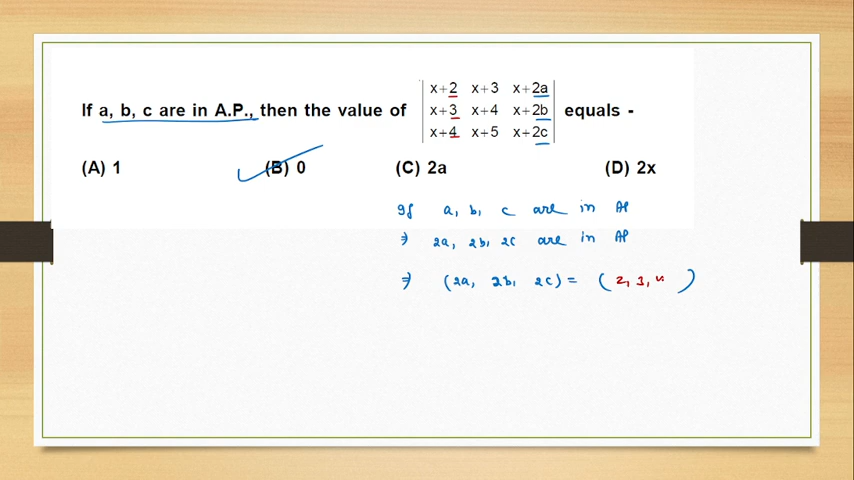 If a, b, c are in A.P., then the value of | x+2 x+3 x+2a | equals -
| x+3 x+4 x+2b |
| x+4 x+5 x+2c |
(A) 1 (B) 0 (C) 2a (D) 2x
If a, b, c are in AP
⇒ 2a, 2b, 2c are in AP
⇒ (2a, 2b, 2c) = (2, 3, 4)